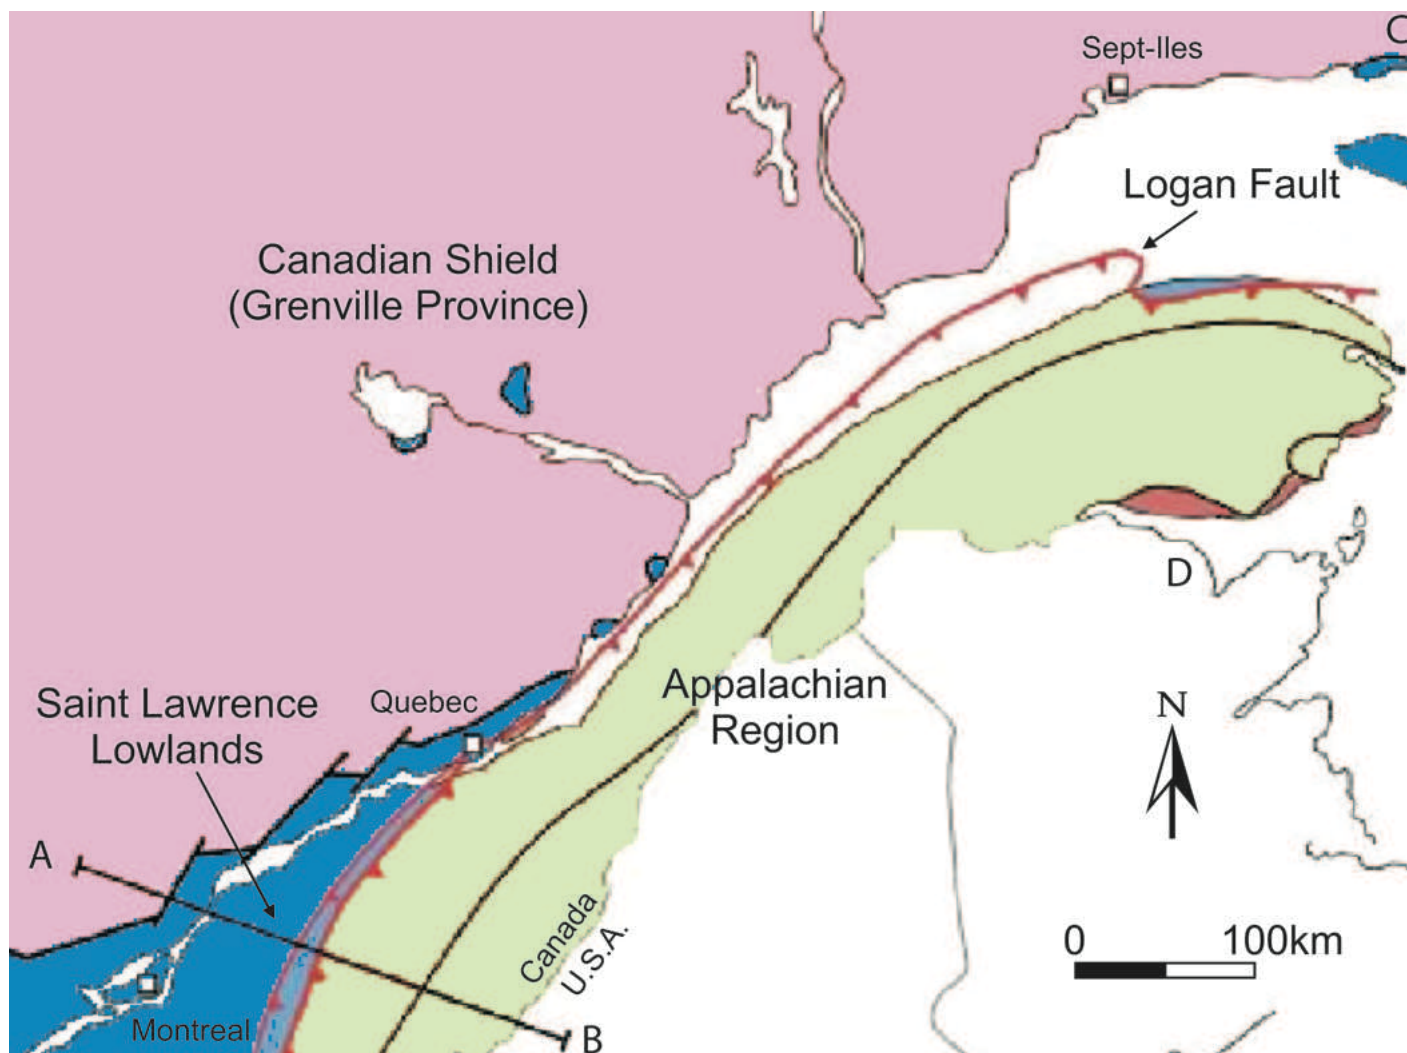 C
Sept-Iles
Logan Fault
Canadian Shield
(Grenville Province)
D
Saint Lawrence
Lowlands
Quebec
Appalachian
Region
N
A
Canada
U.S.A.
0 100km
Montreal
B